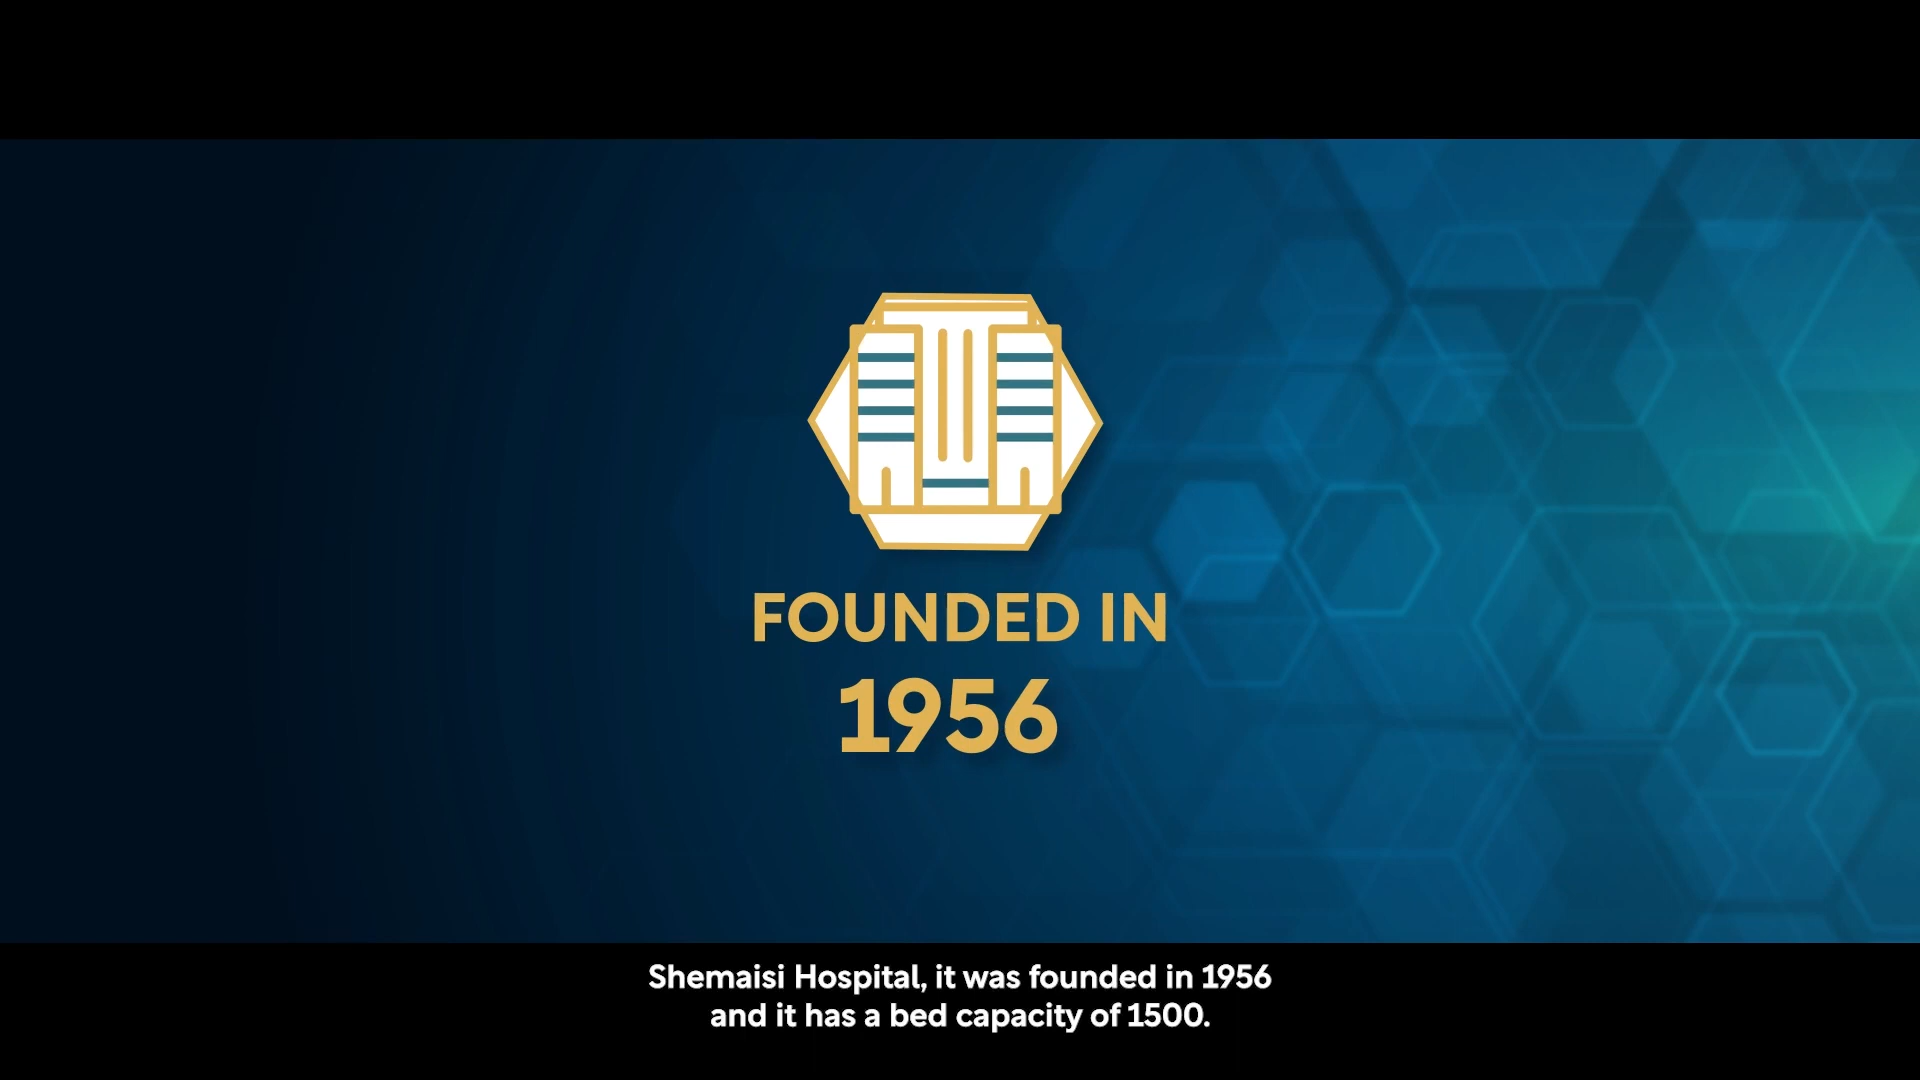 FOUNDED IN
1956
Shemaisi Hospital, it was founded in 1956
and it has a bed capacity of 1500.